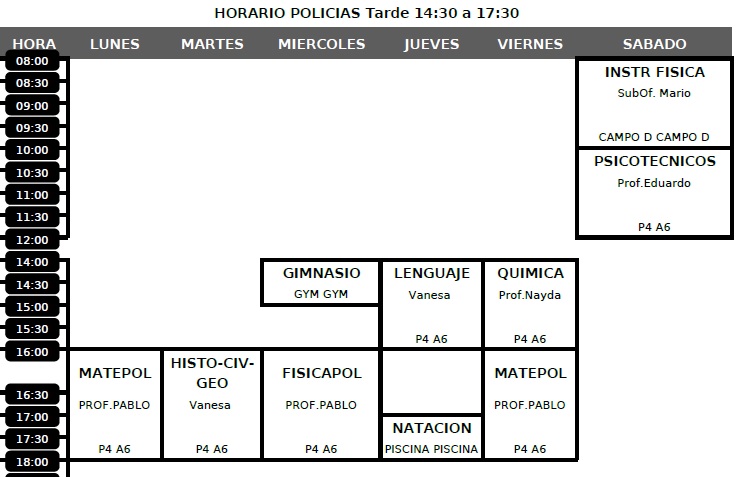 HORARIO POLICIAS Tarde 14:30 a 17:30
HORA LUNES MARTES MIERCOLES JUEVES VIERNES SABADO
08:00
INSTR FISICA
08:30
SubOf. Mario
09:00
09:30
CAMPO D CAMPO D
10:00
PSICOTECNICOS
10:30
Prof.Eduardo
11:00
11:30
P4 A6
12:00
14:00
GIMNASIO LENGUAJE QUIMICA
14:30
GYM GYM Vanesa Prof.Nayda
15:00
15:30
P4 A6 P4 A6
16:00
MATEPOL HISTO-CIV-
GEO FISICAPOL MATEPOL
16:30
PROF.PABLO Vanesa PROF.PABLO PROF.PABLO
17:00
NATACION
17:30
P4 A6 P4 A6 P4 A6 PISCINA PISCINA P4 A6
18:00